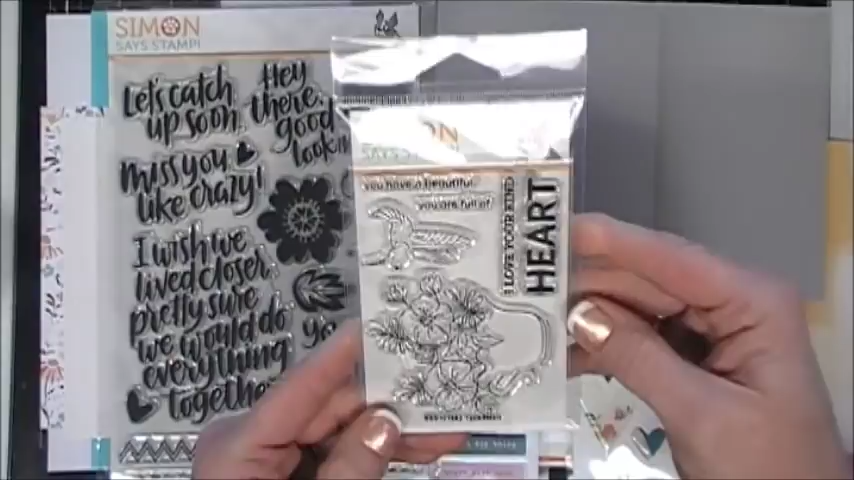 SIMON
SAYS STAMP!
Let's catch
up soon.
Hey
there,
good
miss you
like crazy!
I wish we
lived closer.
pretty sure
we would do
everything
together
you have a beautiful
you are full of
I LOVE YOUR KIND
HEART